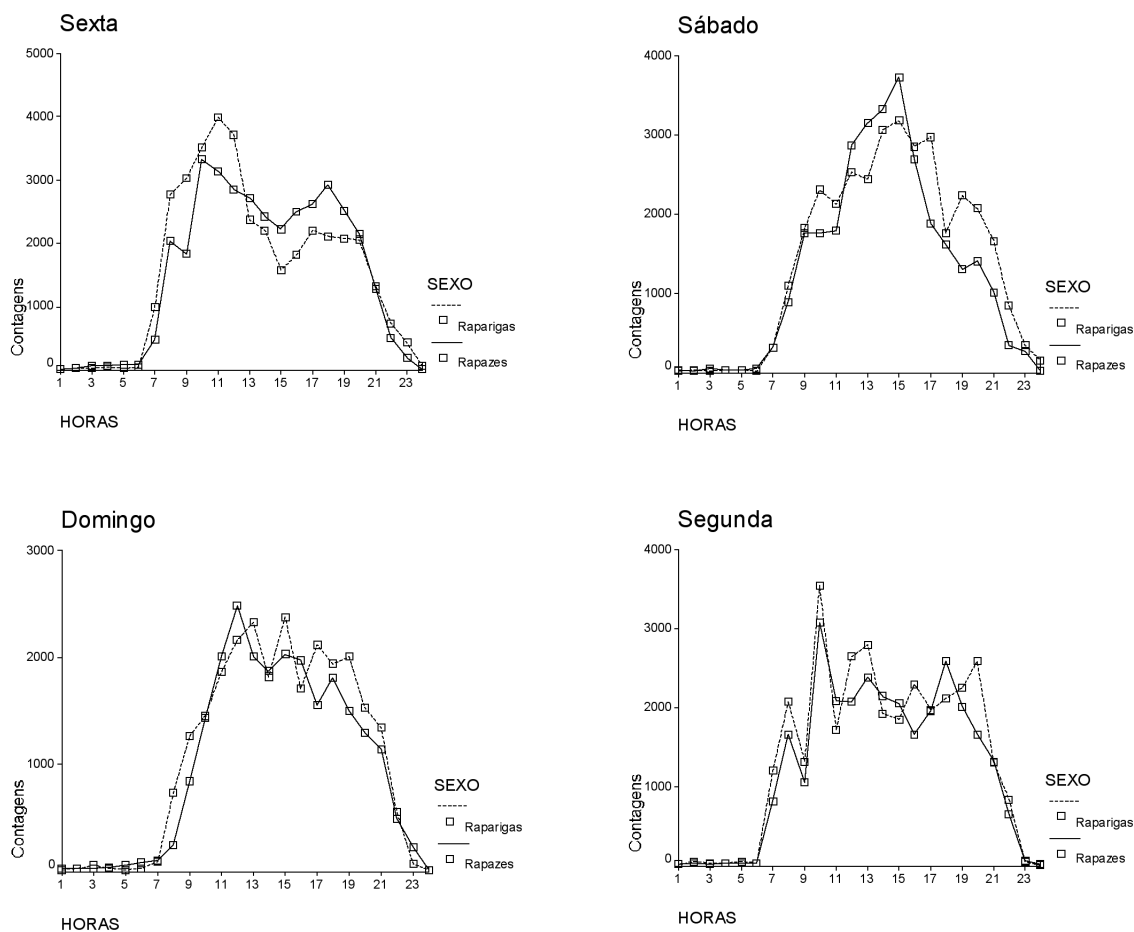 Sexta
5000
4000
3000
2000
1000
0
Contagens
1 3 5 7 9 11 13 15 17 19 21 23
HORAS
SEXO
Raparigas
Rapazes
Sábado
4000
3000
2000
1000
0
Contagens
1 3 5 7 9 11 13 15 17 19 21 23
HORAS
SEXO
Raparigas
Rapazes
Domingo
3000
2000
1000
0
Contagens
1 3 5 7 9 11 13 15 17 19 21 23
HORAS
SEXO
Raparigas
Rapazes
Segunda
4000
3000
2000
1000
0
Contagens
1 3 5 7 9 11 13 15 17 19 21 23
HORAS
SEXO
Raparigas
Rapazes